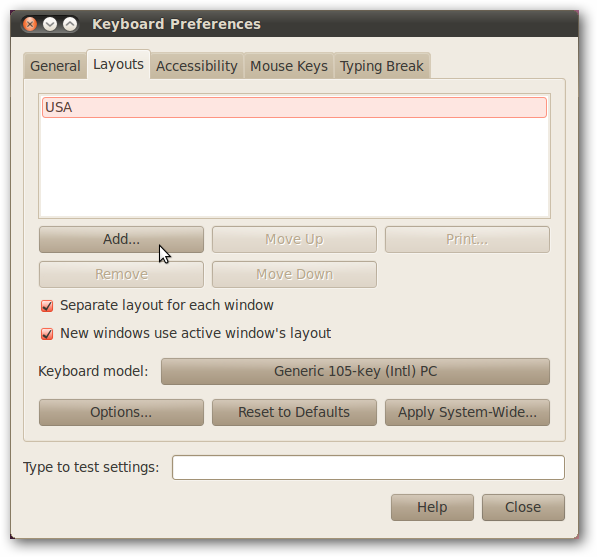 Keyboard Preferences
General Layouts Accessibility Mouse Keys Typing Break
USA
Add... Move Up Print...
Remove Move Down
Separate layout for each window
New windows use active window's layout
Keyboard model: Generic 105-key (Intl) PC
Options... Reset to Defaults Apply System-Wide...
Type to test settings:
Help Close